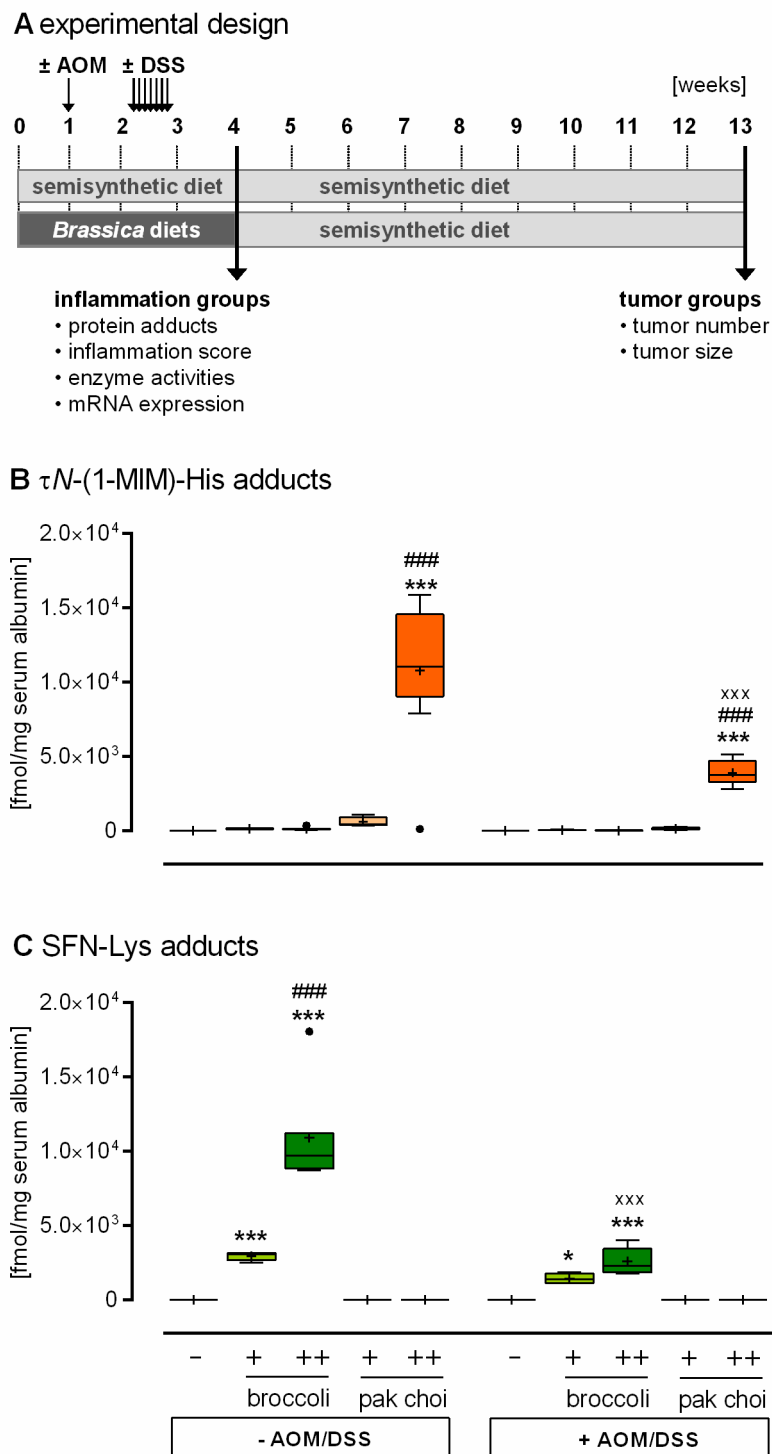 A experimental design
± AOM ± DSS
[weeks]
0 1 2 3 4 5 6 7 8 9 10 11 12 13
semisynthetic diet semisynthetic diet
Brassica diets semisynthetic diet
inflammation groups
• protein adducts
• inflammation score
• enzyme activities
• mRNA expression
tumor groups
• tumor number
• tumor size
B τN-(1-MIM)-His adducts
[fmol/mg serum albumin]
2.0×10⁴
1.5×10⁴
1.0×10⁴
5.0×10³
0
###
***
xxx
###
***
C SFN-Lys adducts
[fmol/mg serum albumin]
2.0×10⁴
1.5×10⁴
1.0×10⁴
5.0×10³
0
***
###
***
*
xxx
***
− + ++ + ++ − + ++ + ++
broccoli pak choi broccoli pak choi
- AOM/DSS + AOM/DSS